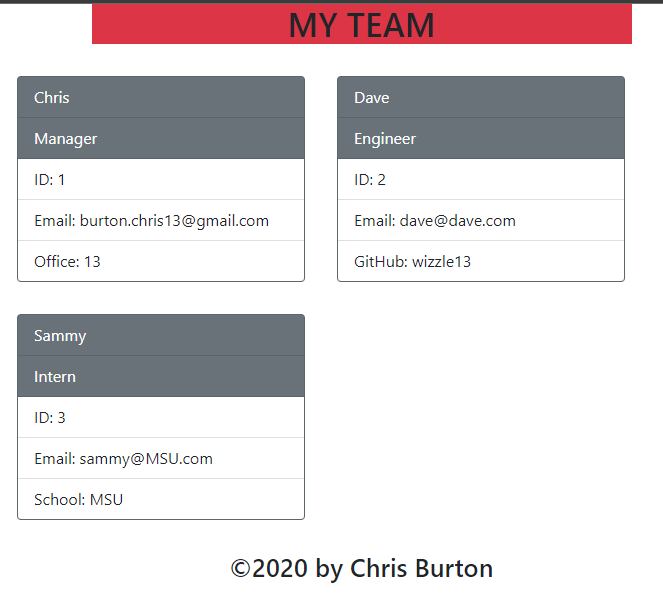 MY TEAM
Chris
Manager
ID: 1
Email: burton.chris13@gmail.com
Office: 13
Dave
Engineer
ID: 2
Email: dave@dave.com
GitHub: wizzle13
Sammy
Intern
ID: 3
Email: sammy@MSU.com
School: MSU
©2020 by Chris Burton